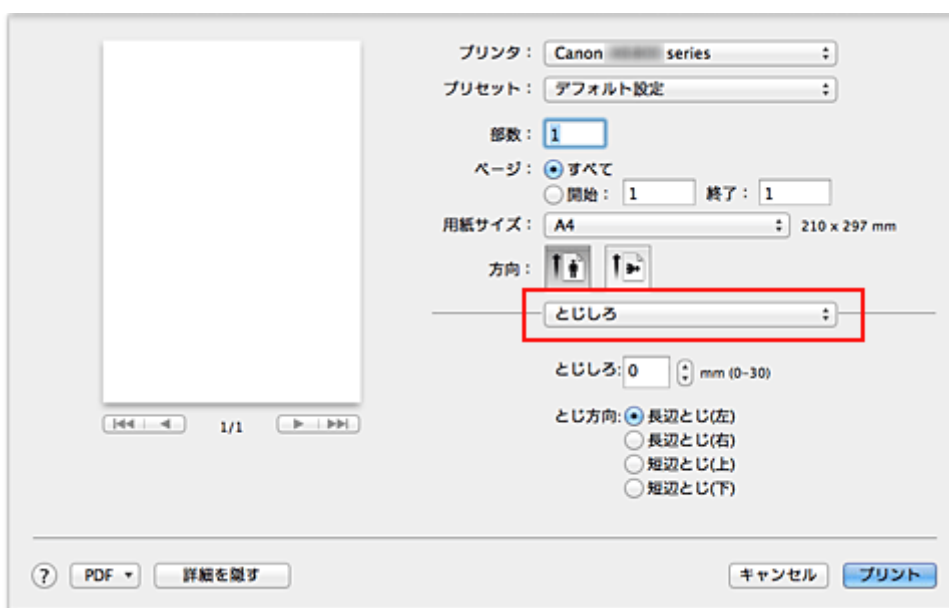 プリンタ： Canon series
プリセット： デフォルト設定
部数： 1
ページ： すべて
開始： 1 終了： 1
用紙サイズ： A4 210 x 297 mm
方向：
とじしろ
とじしろ: 0 mm (0-30)
とじ方向: 長辺とじ(左)
長辺とじ(右)
短辺とじ(上)
短辺とじ(下)
1/1
? PDF 詳細を隠す キャンセル プリント